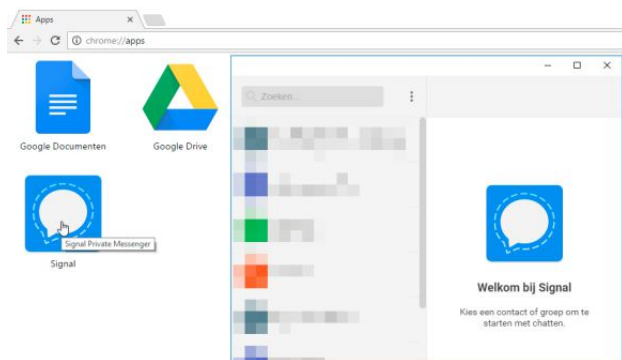 Apps
chrome://apps
Google Documenten
Google Drive
Signal Private Messenger
Signal
Zoeken...
Welkom bij Signal
Kies een contact of groep om te
starten met chatten.